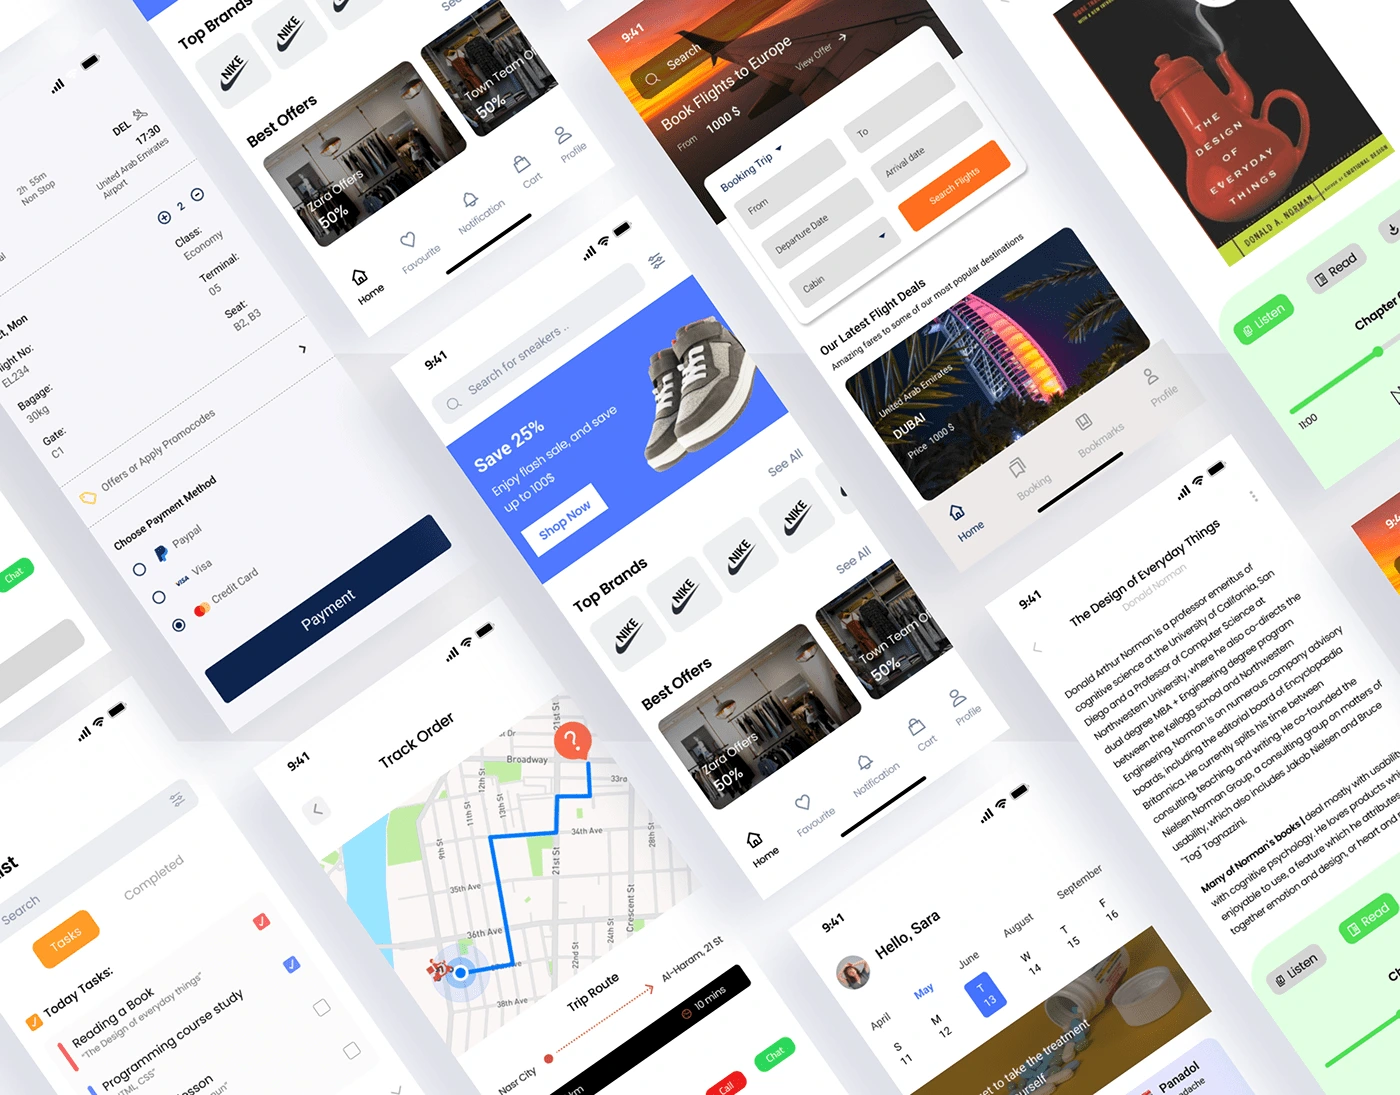 DEL
17:30
2h 55m
Non Stop
United Arab Emirates
Airport
2
Class:
Economy
Terminal:
05
Seat:
B2, B3
Mon
EL234
Bagage:
30kg
Gate:
C1
Offers or Apply Promocodes
Choose Payment Method
Paypal
VISA
Visa
Credit Card
Payment
Chat
Top Brands
NIKE
NIKE
Best Offers
Zara Offers
50%
Town Team
50%
Home
Favourite
Notification
Cart
Profile
9:41
Search for sneakers ..
Save 25%
Enjoy flash sale, and save
up to 100$
Shop Now
See All
Top Brands
NIKE
NIKE
NIKE
NIKE
See All
Best Offers
Zara Offers
50%
Town Team
50%
Home
Favourite
Notification
Cart
Profile
9:41
Search
Book Flights to Europe
From 1000 $
View Offer
Booking Trip
From
To
Departure Date
Arrival date
Cabin
Search Flights
Our Latest Flight Deals
Amazing fares to some of our most popular destinations
United Arab Emirates
DUBAI
Price 1000 $
Home
Booking
Bookmarks
Profile
THE
DESIGN
OF
EVERYDAY
THINGS
DONALD A. NORMAN
Listen
Read
Chapter
11:00
9:41
The Design of Everyday Things
Donald Norman
Donald Arthur Norman is a professor emeritus of
cognitive science at the University of California, San
Diego and a Professor of Computer Science at
Northwestern University, where he also co-directs the
dual degree MBA + Engineering degree program
between the Kellogg school and Northwestern
Engineering. Norman is on numerous company advisory
boards, including the editorial board of Encyclopædia
Britannica. He currently splits his time between
consulting, teaching, and writing. He co-founded the
Nielsen Norman Group, a consulting group on matters of
usability, which also includes Jakob Nielsen and Bruce
"Tog" Tognazzini.
Many of Norman's books | deal mostly with
with cognitive psychology. He loves products
enjoyable to use, a feature which he attributes
together emotion and design, or heart and
Listen
Read
Search
Tasks
Completed
Today Tasks:
Reading a Book
"The Design of everyday things"
Programming course study
9:41
Track Order
Broadway
21st St
12th St
11th St
13th St
9th St
34th Ave
35th Ave
36th Ave
38th Ave
21st St
28th St
Crescent St
24th St
22nd St
?
Trip Route
Nasr City
Al-Haram, 21 St
10 mins
Call
Chat
9:41
Hello, Sara
April
May
June
August
September
S
11
M
12
T
13
W
14
T
15
F
16
to take the treatment
Panadol